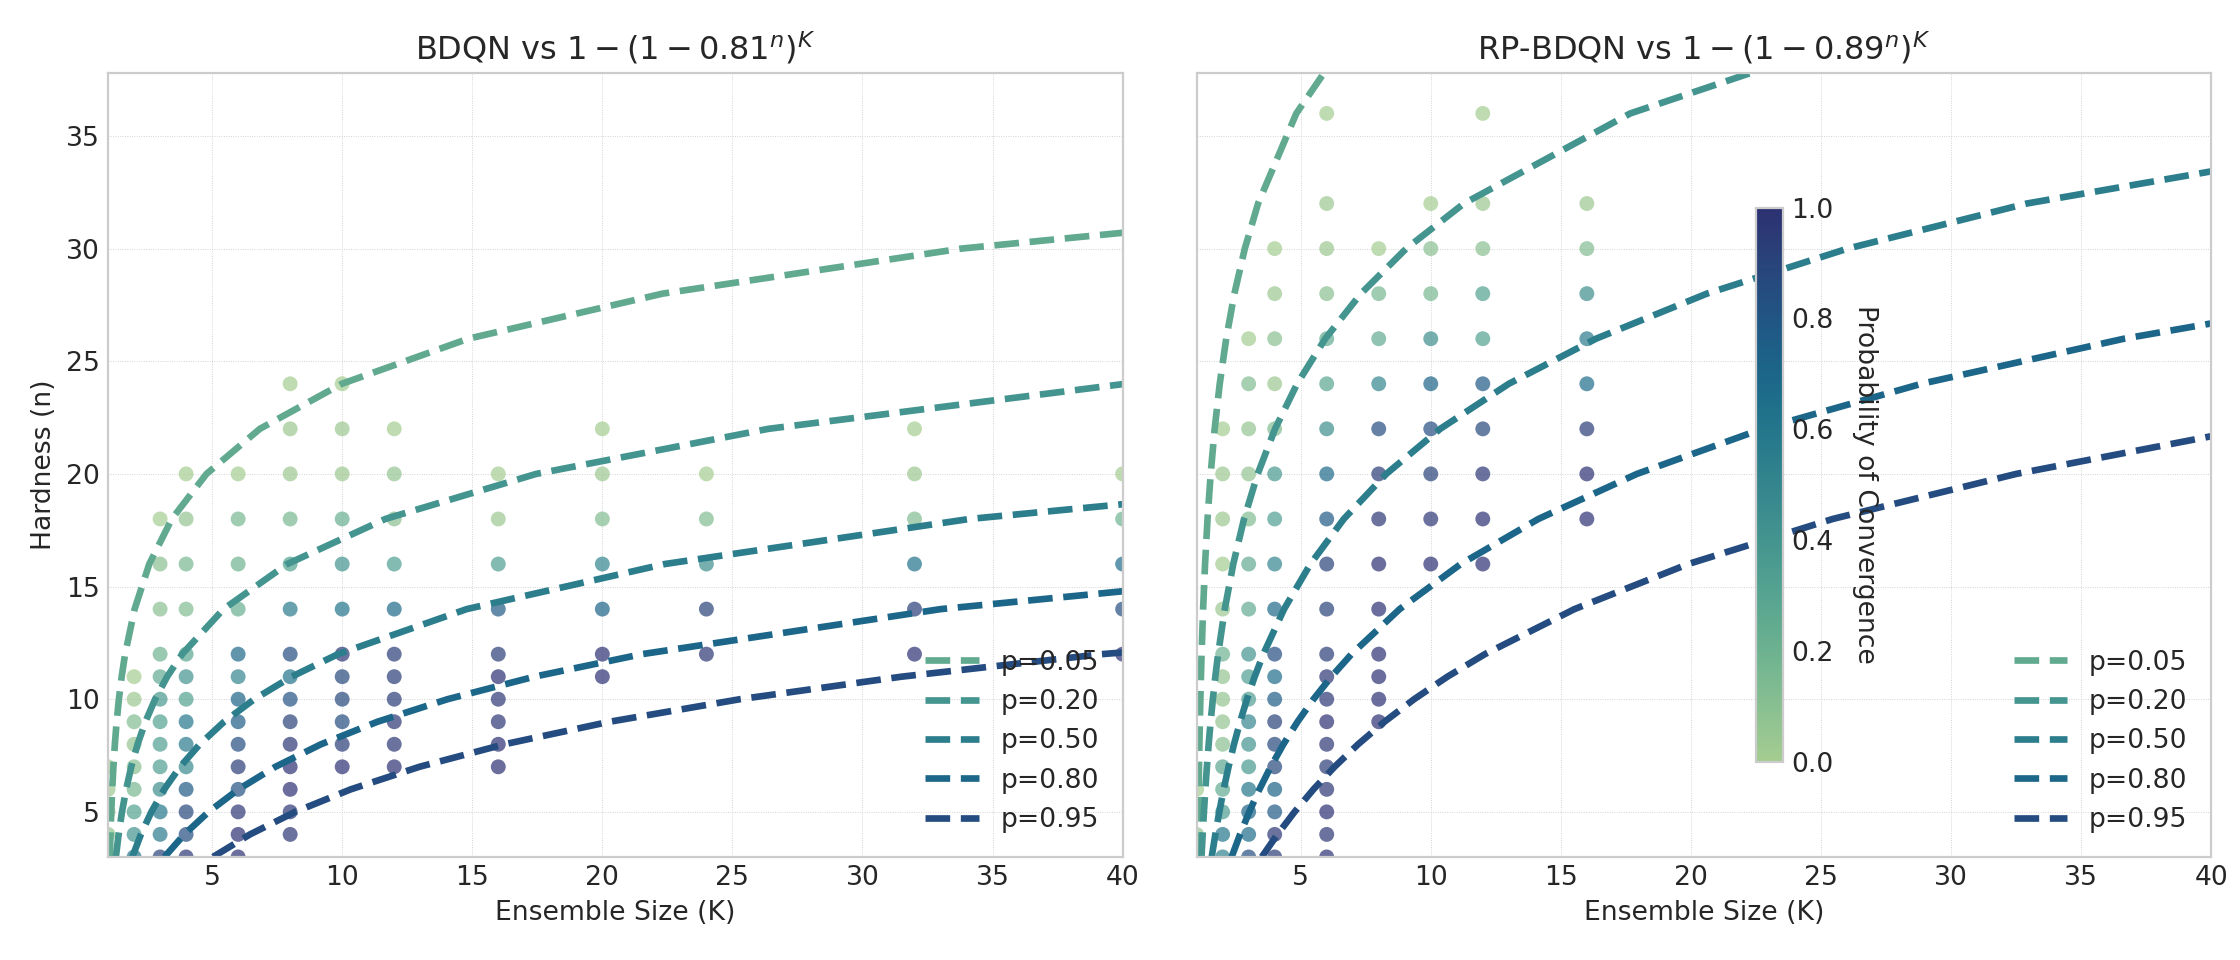 BDQN vs 1 − (1 − 0.81ⁿ)ᴷ
35
30
25
20
15
10
5
Hardness (n)
5 10 15 20 25 30 35 40
Ensemble Size (K)
p=0.05
p=0.20
p=0.50
p=0.80
p=0.95
RP-BDQN vs 1 − (1 − 0.89ⁿ)ᴷ
1.0
0.8
0.6
0.4
0.2
0.0
Probability of Convergence
p=0.05
p=0.20
p=0.50
p=0.80
p=0.95
5 10 15 20 25 30 35 40
Ensemble Size (K)